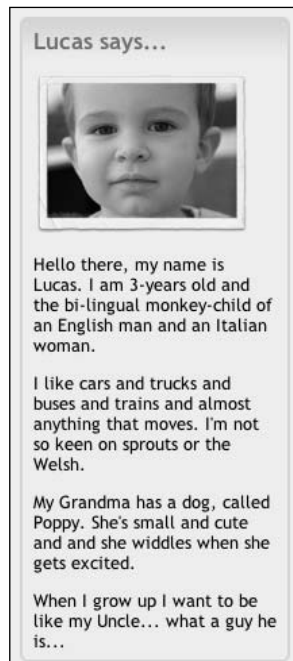 Lucas says...
Hello there, my name is
Lucas. I am 3-years old and
the bi-lingual monkey-child of
an English man and an Italian
woman.
I like cars and trucks and
buses and trains and almost
anything that moves. I'm not
so keen on sprouts or the
Welsh.
My Grandma has a dog, called
Poppy. She's small and cute
and and she widdles when she
gets excited.
When I grow up I want to be
like my Uncle... what a guy he
is...